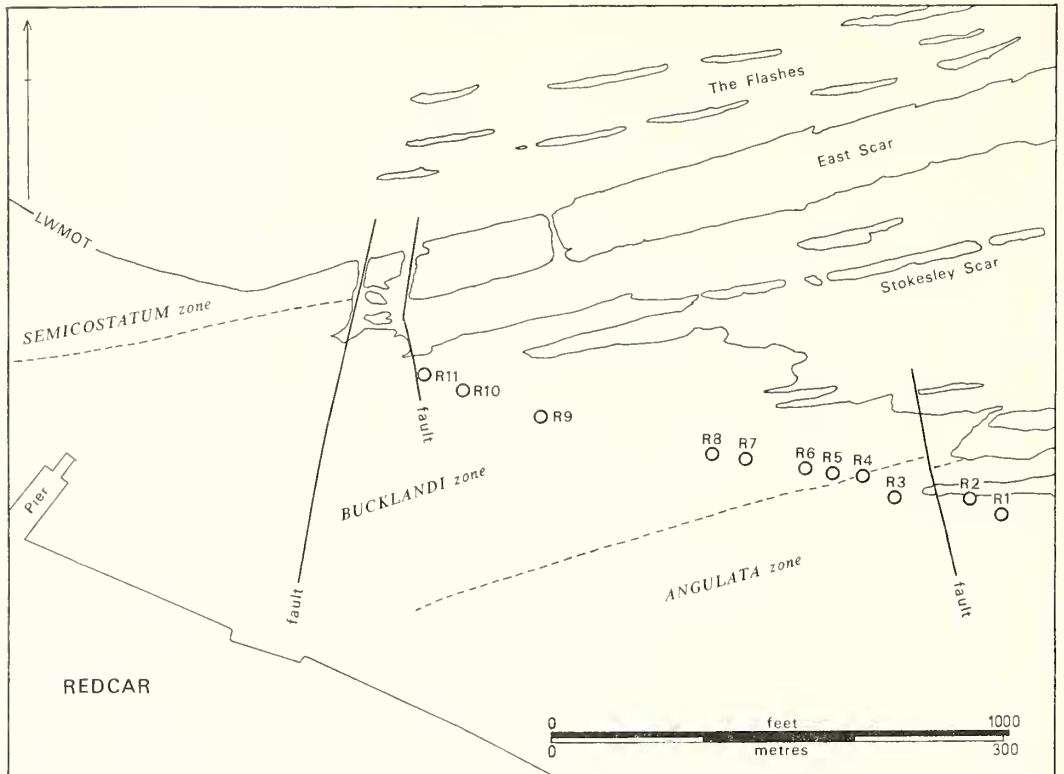 The Flashes
East Scar
LWMOT
Stokesley Scar
SEMICOSTATUM zone
R11
R10
fault
R9
R8
R7
R6
R5
R4
R3
R2
R1
Pier
BUCKLANDI zone
ANGULATA zone
fault
fault
REDCAR
0 feet 1000
0 metres 300